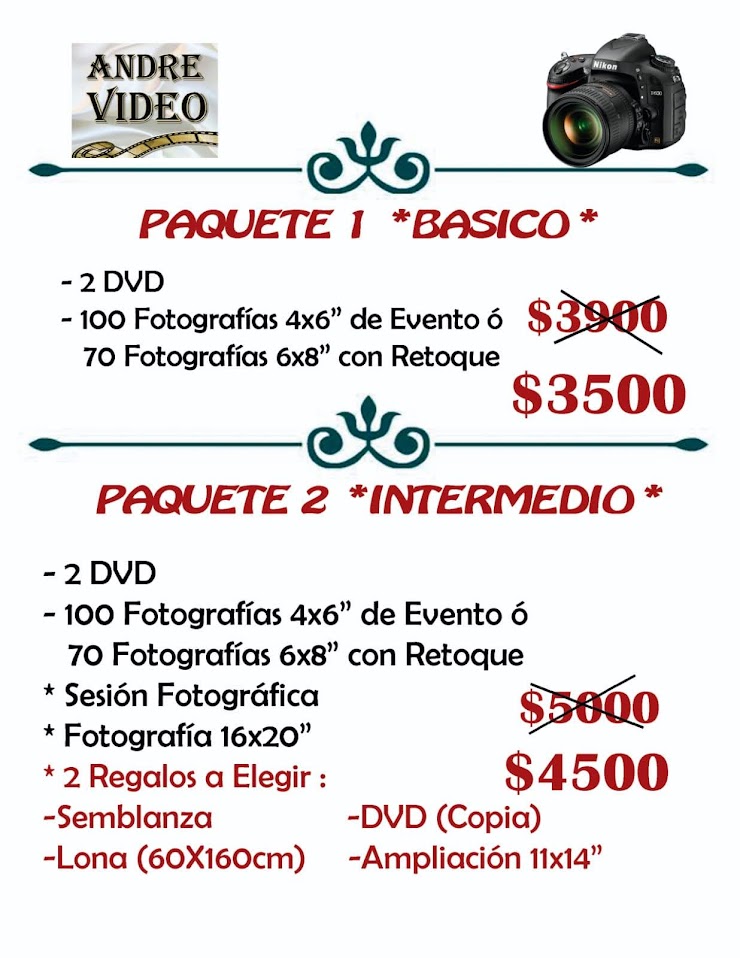 ANDRE
VIDEO
Nikon
PAQUETE 1 *BASICO*
- 2 DVD
- 100 Fotografías 4x6” de Evento ó
70 Fotografías 6x8” con Retoque
$3900
$3500
PAQUETE 2 *INTERMEDIO*
- 2 DVD
- 100 Fotografías 4x6” de Evento ó
70 Fotografías 6x8” con Retoque
* Sesión Fotográfica
* Fotografía 16x20”
$5000
$4500
* 2 Regalos a Elegir :
-Semblanza -DVD (Copia)
-Lona (60X160cm) -Ampliación 11x14”